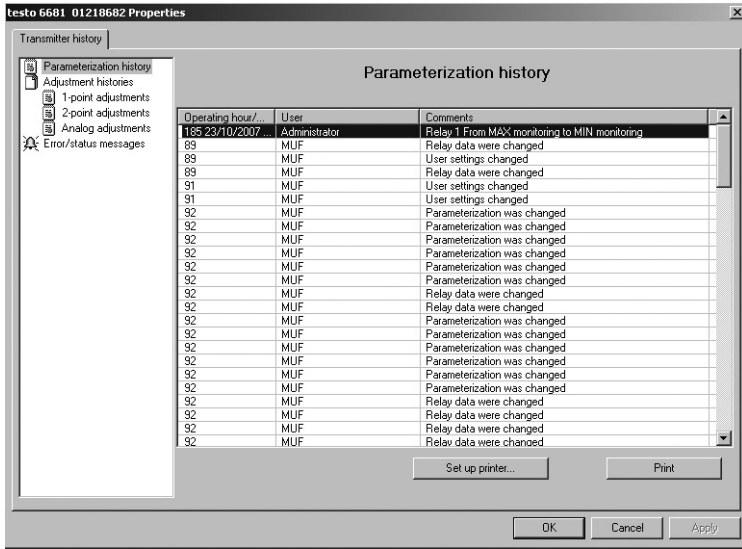 testo 6681 01218682 Properties
Transmitter history
Parameterization history
Adjustment histories
1-point adjustments
2-point adjustments
Analog adjustments
Error/status messages
Parameterization history
Operating hour/... User Comments
185 23/10/2007 ... Administrator Relay 1 From MAX monitoring to MIN monitoring
89 MUF Relay data were changed
89 MUF User settings changed
89 MUF Relay data were changed
91 MUF User settings changed
91 MUF User settings changed
92 MUF Parameterization was changed
92 MUF Parameterization was changed
92 MUF Parameterization was changed
92 MUF Parameterization was changed
92 MUF Parameterization was changed
92 MUF Parameterization was changed
92 MUF Relay data were changed
92 MUF Relay data were changed
92 MUF Parameterization was changed
92 MUF Parameterization was changed
92 MUF Parameterization was changed
92 MUF Parameterization was changed
92 MUF Parameterization was changed
92 MUF Parameterization was changed
92 MUF Relay data were changed
92 MUF Relay data were changed
92 MUF Relay data were changed
92 MUF Relay data were changed
Set up printer... Print
OK Cancel Apply